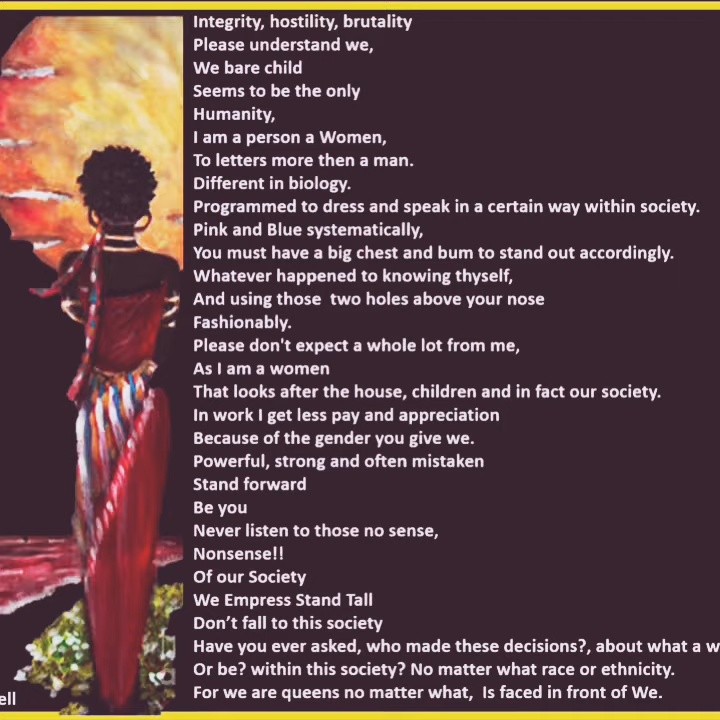 Integrity, hostility, brutality
Please understand we,
We bare child
Seems to be the only
Humanity,
I am a person a Women,
To letters more then a man.
Different in biology.
Programmed to dress and speak in a certain way within society.
Pink and Blue systematically,
You must have a big chest and bum to stand out accordingly.
Whatever happened to knowing thyself,
And using those  two holes above your nose
Fashionably.
Please don't expect a whole lot from me,
As I am a women
That looks after the house, children and in fact our society.
In work I get less pay and appreciation
Because of the gender you give we.
Powerful, strong and often mistaken
Stand forward
Be you
Never listen to those no sense,
Nonsense!!
Of our Society
We Empress Stand Tall
Don’t fall to this society
Have you ever asked, who made these decisions?, about what a
Or be? within this society? No matter what race or ethnicity.
For we are queens no matter what,  Is faced in front of We.